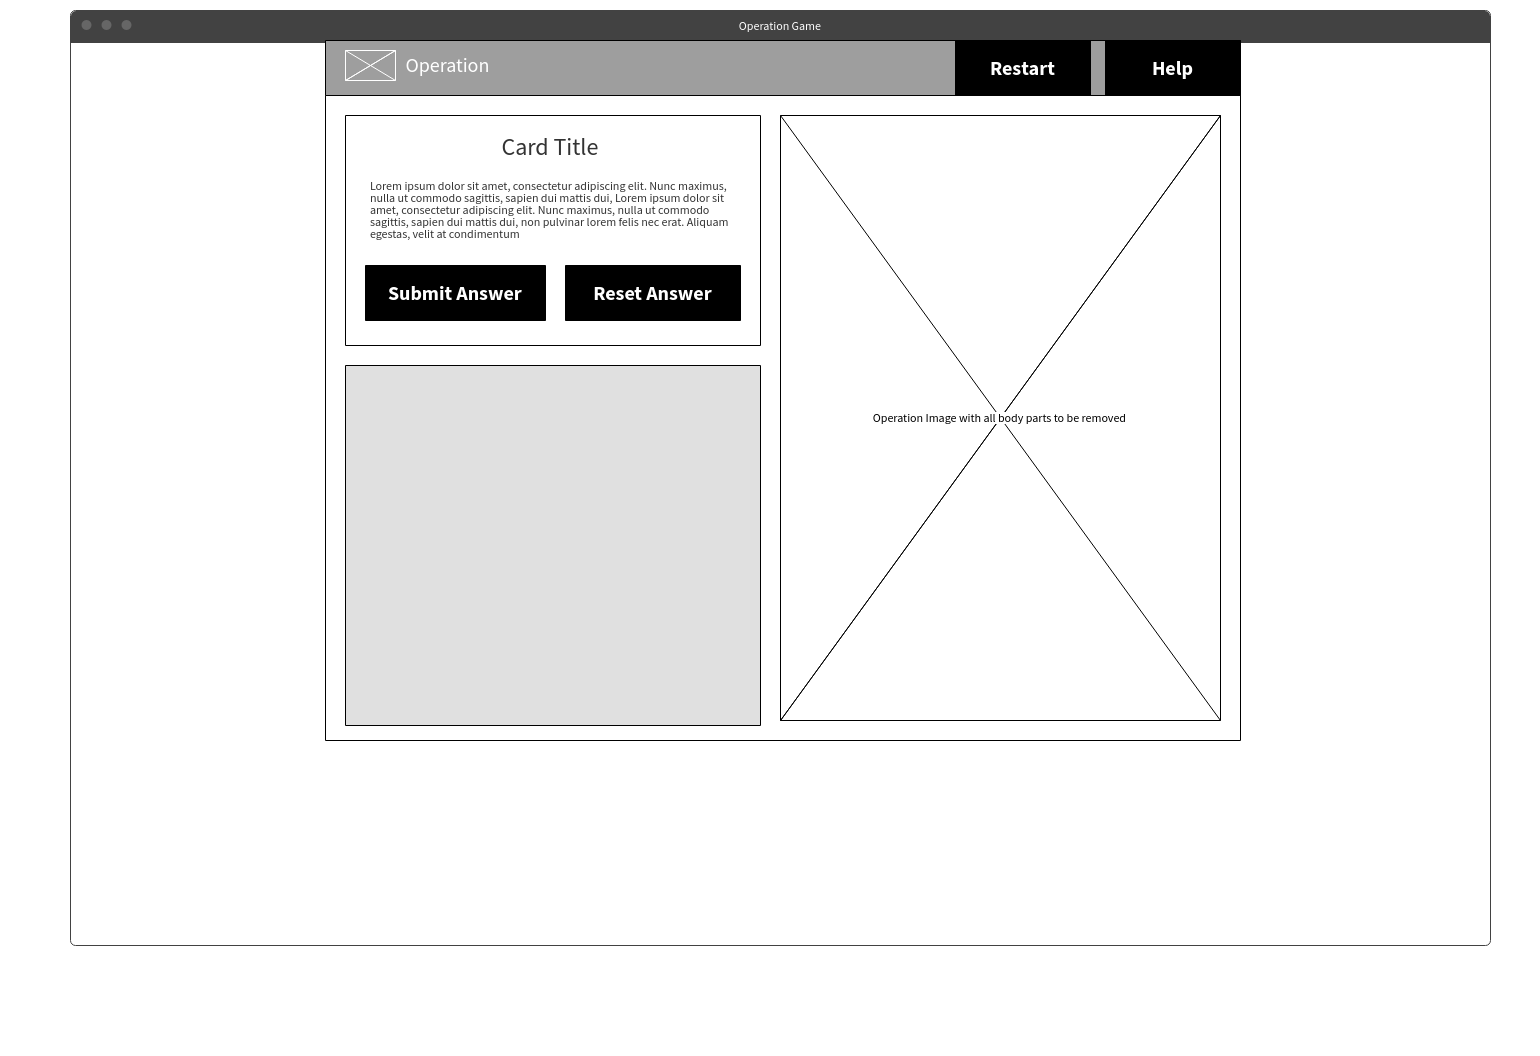 Operation Game
Operation
Restart
Help
Card Title
Lorem ipsum dolor sit amet, consectetur adipiscing elit. Nunc maximus,
nulla ut commodo sagittis, sapien dui mattis dui, Lorem ipsum dolor sit
amet, consectetur adipiscing elit. Nunc maximus, nulla ut commodo
sagittis, sapien dui mattis dui, non pulvinar lorem felis nec erat. Aliquam
egestas, velit at condimentum
Submit Answer
Reset Answer
Operation Image with all body parts to be removed